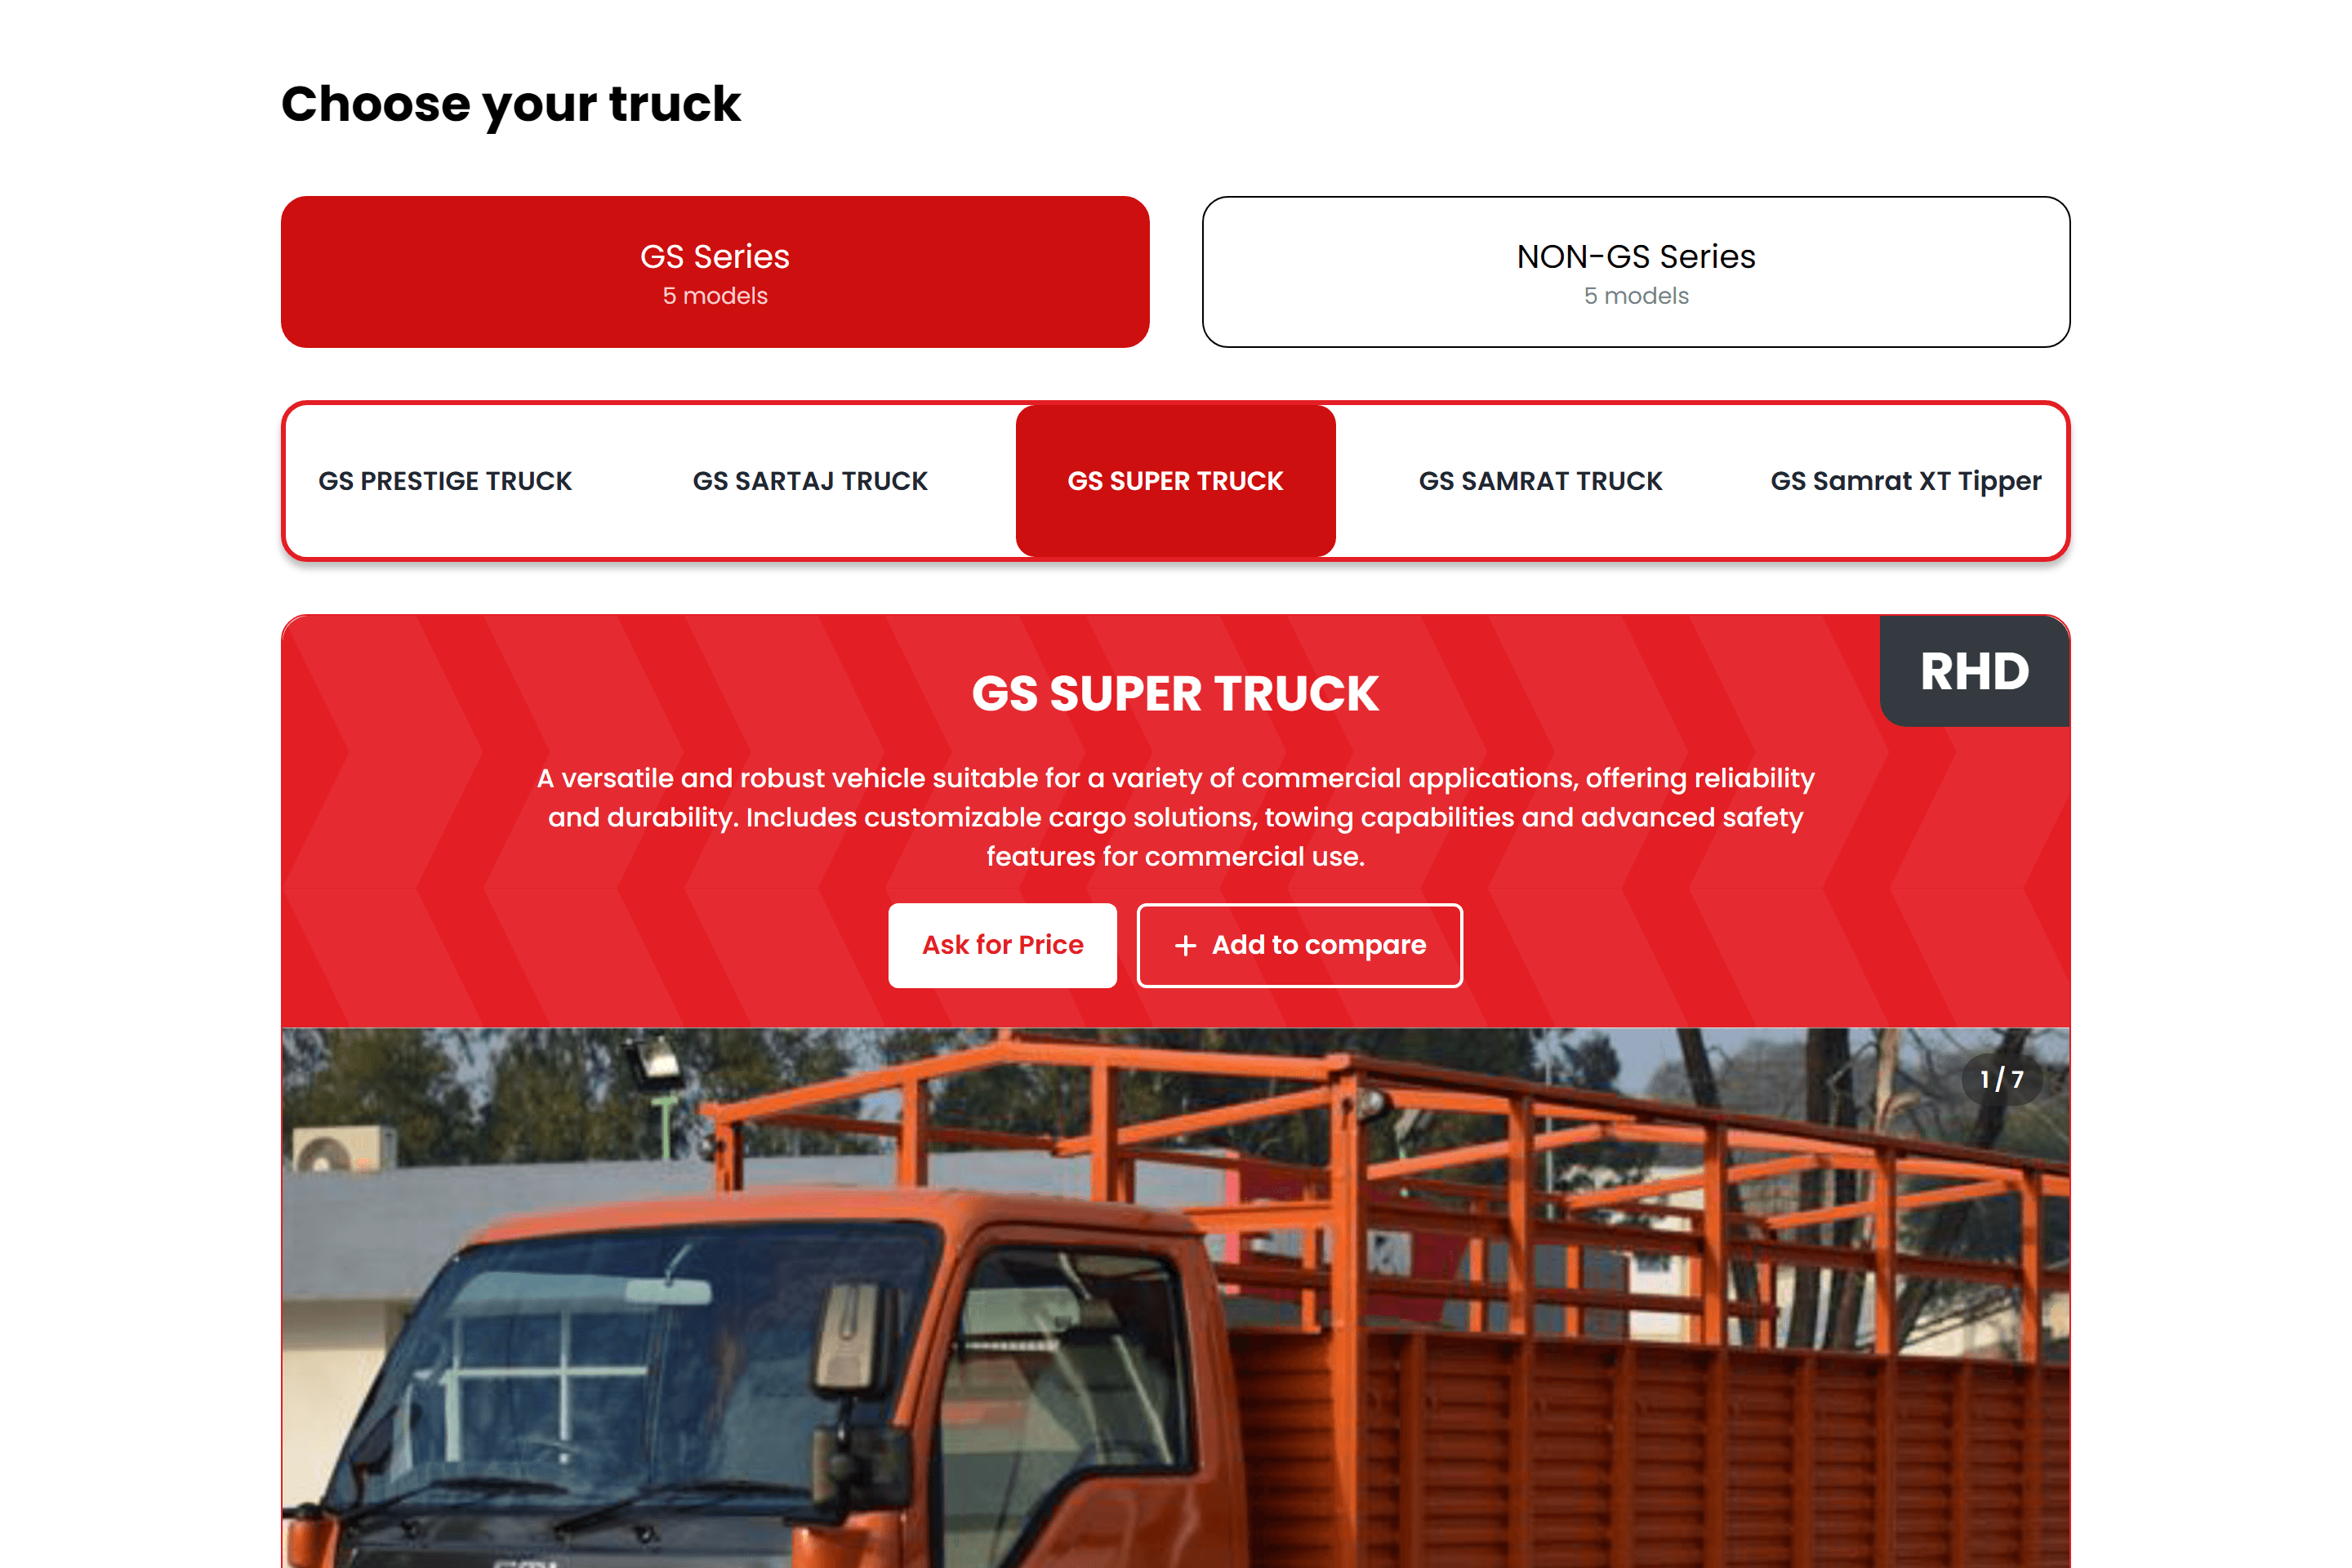 Choose your truck
GS Series
5 models
NON-GS Series
5 models
GS PRESTIGE TRUCK
GS SARTAJ TRUCK
GS SUPER TRUCK
GS SAMRAT TRUCK
GS Samrat XT Tipper
RHD
GS SUPER TRUCK
A versatile and robust vehicle suitable for a variety of commercial applications, offering reliability
and durability. Includes customizable cargo solutions, towing capabilities and advanced safety
features for commercial use.
Ask for Price
+ Add to compare
1 / 7